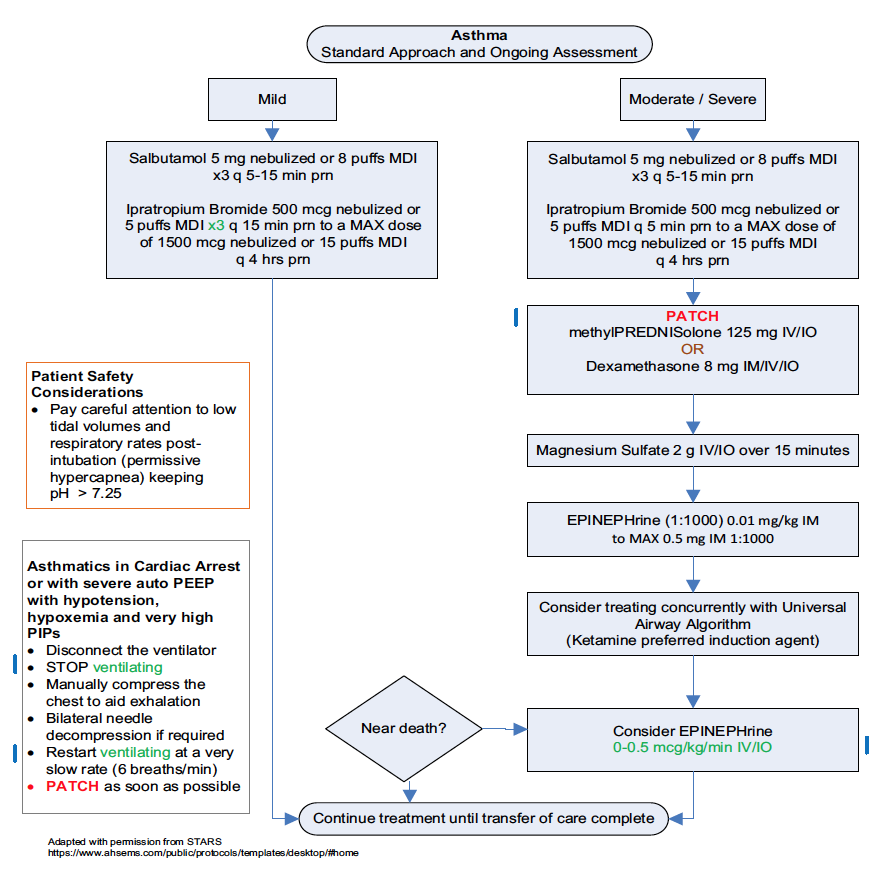 Asthma
Standard Approach and Ongoing Assessment
Mild
Salbutamol 5 mg nebulized or 8 puffs MDI
x3 q 5-15 min prn
Ipratropium Bromide 500 mcg nebulized or
5 puffs MDI x3 q 15 min prn to a MAX dose
of 1500 mcg nebulized or 15 puffs MDI
q 4 hrs prn
Moderate / Severe
Salbutamol 5 mg nebulized or 8 puffs MDI
x3 q 5-15 min prn
Ipratropium Bromide 500 mcg nebulized or
5 puffs MDI q 5 min prn to a MAX dose of
1500 mcg nebulized or 15 puffs MDI
q 4 hrs prn
PATCH
methylPREDNISolone 125 mg IV/IO
OR
Dexamethasone 8 mg IM/IV/IO
Magnesium Sulfate 2 g IV/IO over 15 minutes
EPINEPHrine (1:1000) 0.01 mg/kg IM
to MAX 0.5 mg IM 1:1000
Consider treating concurrently with Universal
Airway Algorithm
(Ketamine preferred induction agent)
Near death?
Consider EPINEPHrine
0-0.5 mcg/kg/min IV/IO
Continue treatment until transfer of care complete
Patient Safety
Considerations
• Pay careful attention to low
tidal volumes and
respiratory rates post-
intubation (permissive
hypercapnea) keeping
pH > 7.25
Asthmatics in Cardiac Arrest
or with severe auto PEEP
with hypotension,
hypoxemia and very high
PIPs
• Disconnect the ventilator
• STOP ventilating
• Manually compress the
chest to aid exhalation
• Bilateral needle
decompression if required
• Restart ventilating at a very
slow rate (6 breaths/min)
• PATCH as soon as possible
Adapted with permission from STARS
https://www.ahsems.com/public/protocols/templates/desktop/#home